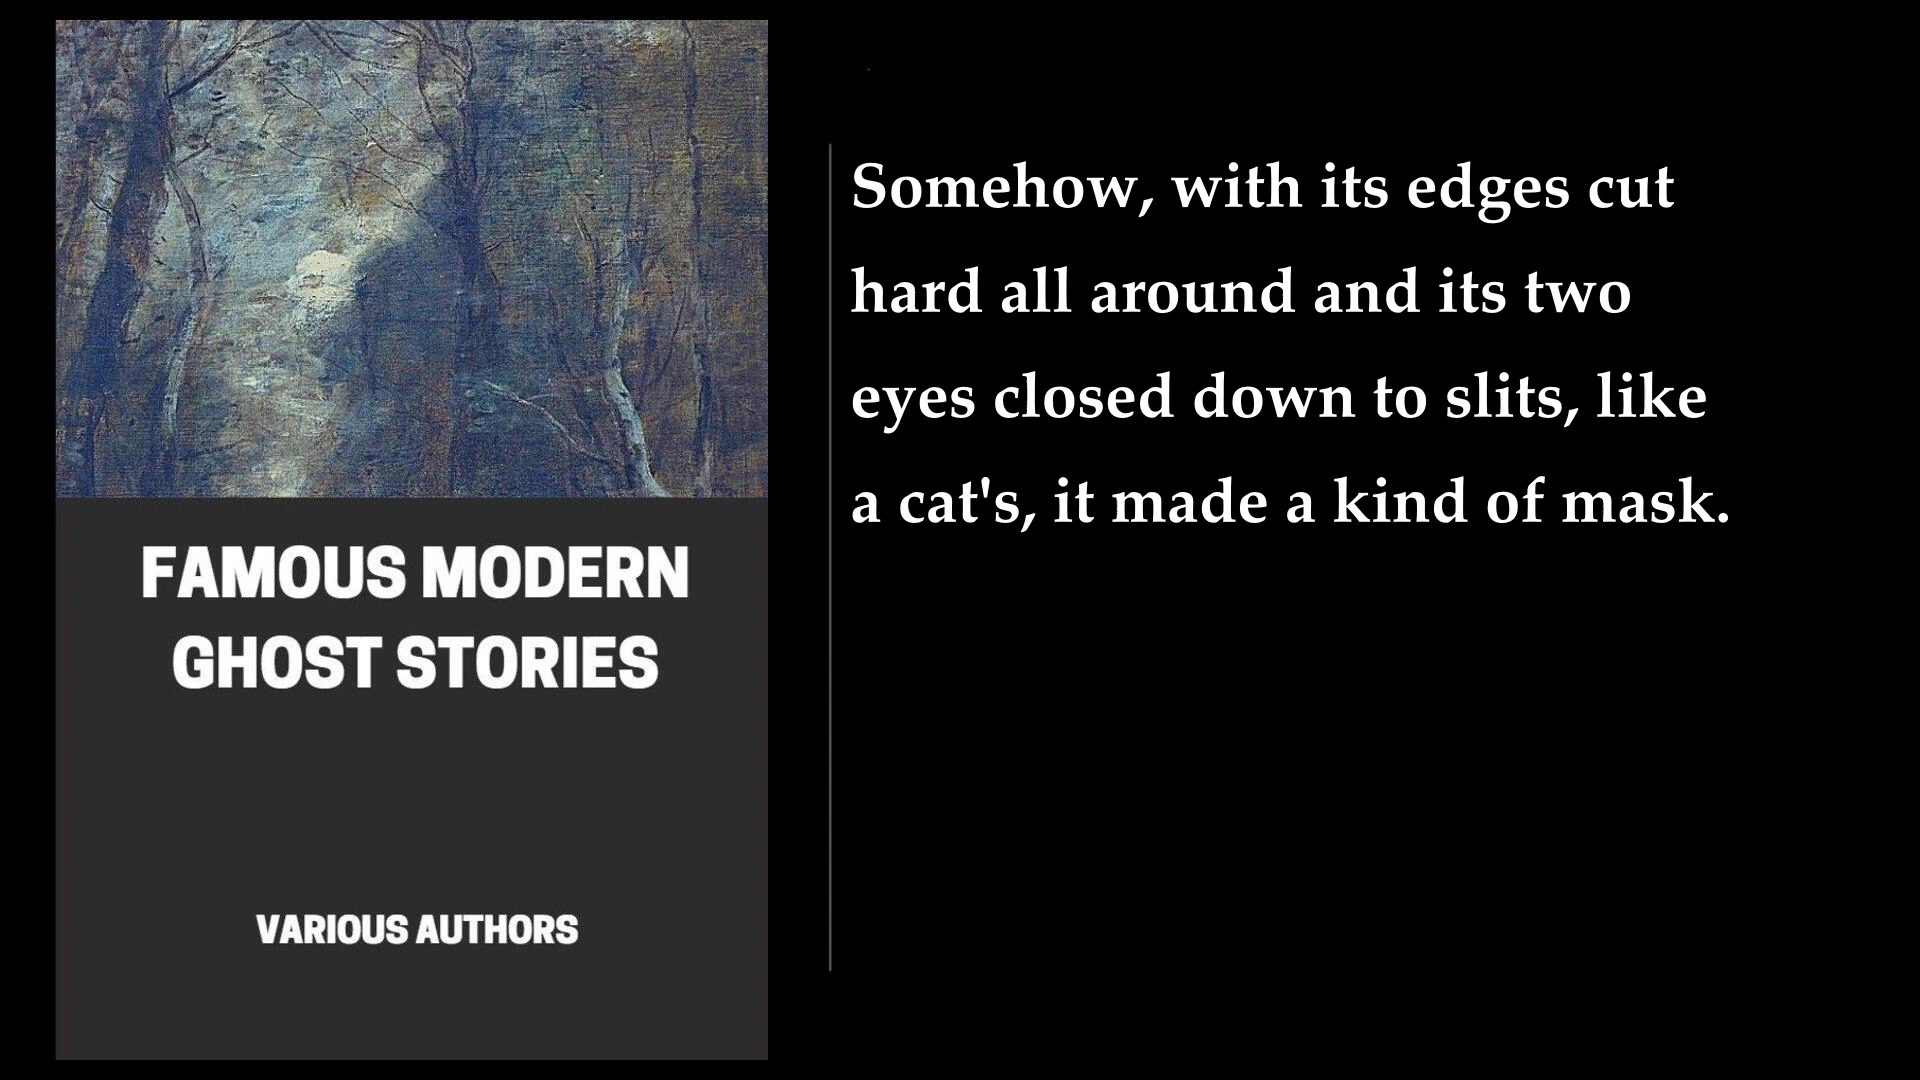 FAMOUS MODERN
GHOST STORIES
VARIOUS AUTHORS
Somehow, with its edges cut
hard all around and its two
eyes closed down to slits, like
a cat's, it made a kind of mask.